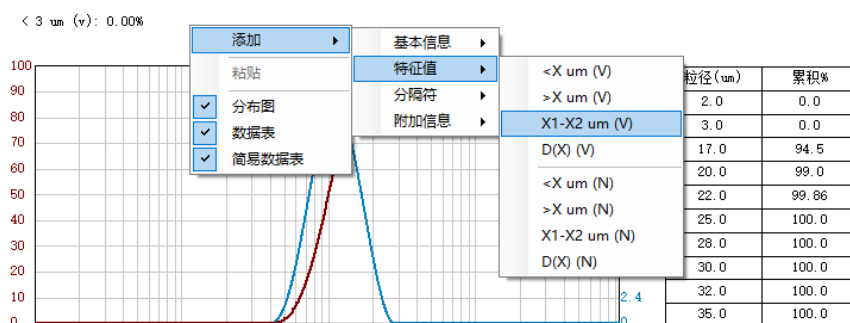 < 3 um (v): 0.00%
添加
粘贴
分布图
数据表
简易数据表
基本信息
特征值
分隔符
附加信息
<X um (V)
>X um (V)
X1-X2 um (V)
D(X) (V)
<X um (N)
>X um (N)
X1-X2 um (N)
D(X) (N)
100
90
80
70
60
50
40
30
20
10
0
2.4
0
粒径(um) 累积%
2.0 0.0
3.0 0.0
17.0 94.5
20.0 99.0
22.0 99.86
25.0 100.0
28.0 100.0
30.0 100.0
32.0 100.0
35.0 100.0